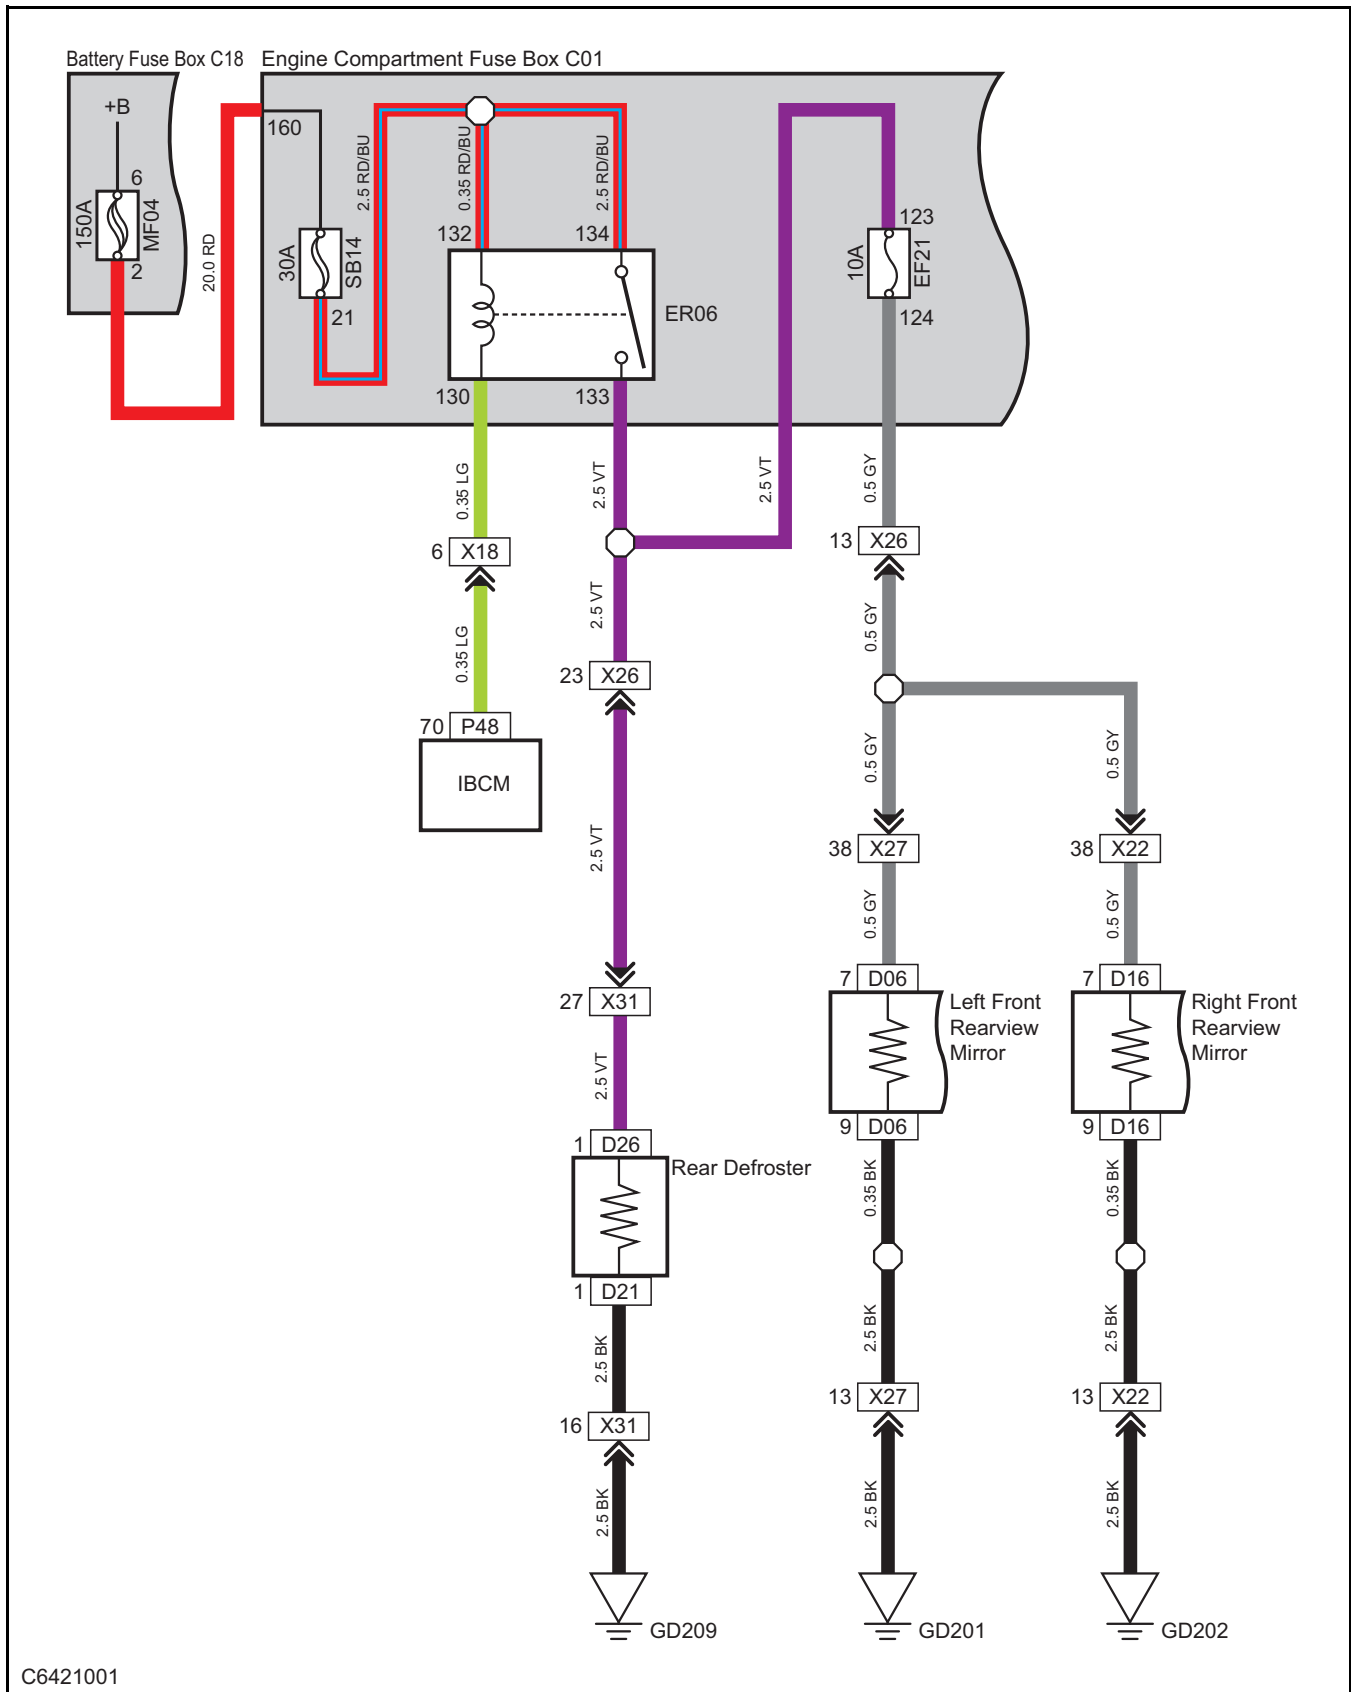 Battery Fuse Box C18
Engine Compartment Fuse Box C01
+B
6
150A
MF04
2
20.0 RD
160
30A
SB14
21
2.5 RD/BU
0.35 RD/BU
2.5 RD/BU
132
134
ER06
130
133
123
10A
EF21
124
0.35 LG
2.5 VT
2.5 VT
0.5 GY
6
X18
13
X26
0.35 LG
2.5 VT
0.5 GY
23
X26
70
P48
IBCM
2.5 VT
0.5 GY
0.5 GY
38
X27
38
X22
0.5 GY
0.5 GY
27
X31
7
D06
7
D16
Left Front
Rearview
Mirror
Right Front
Rearview
Mirror
2.5 VT
1
D26
9
D06
9
D16
Rear Defroster
0.35 BK
0.35 BK
1
D21
2.5 BK
2.5 BK
2.5 BK
16
X31
13
X27
13
X22
2.5 BK
2.5 BK
2.5 BK
GD209
GD201
GD202
C6421001